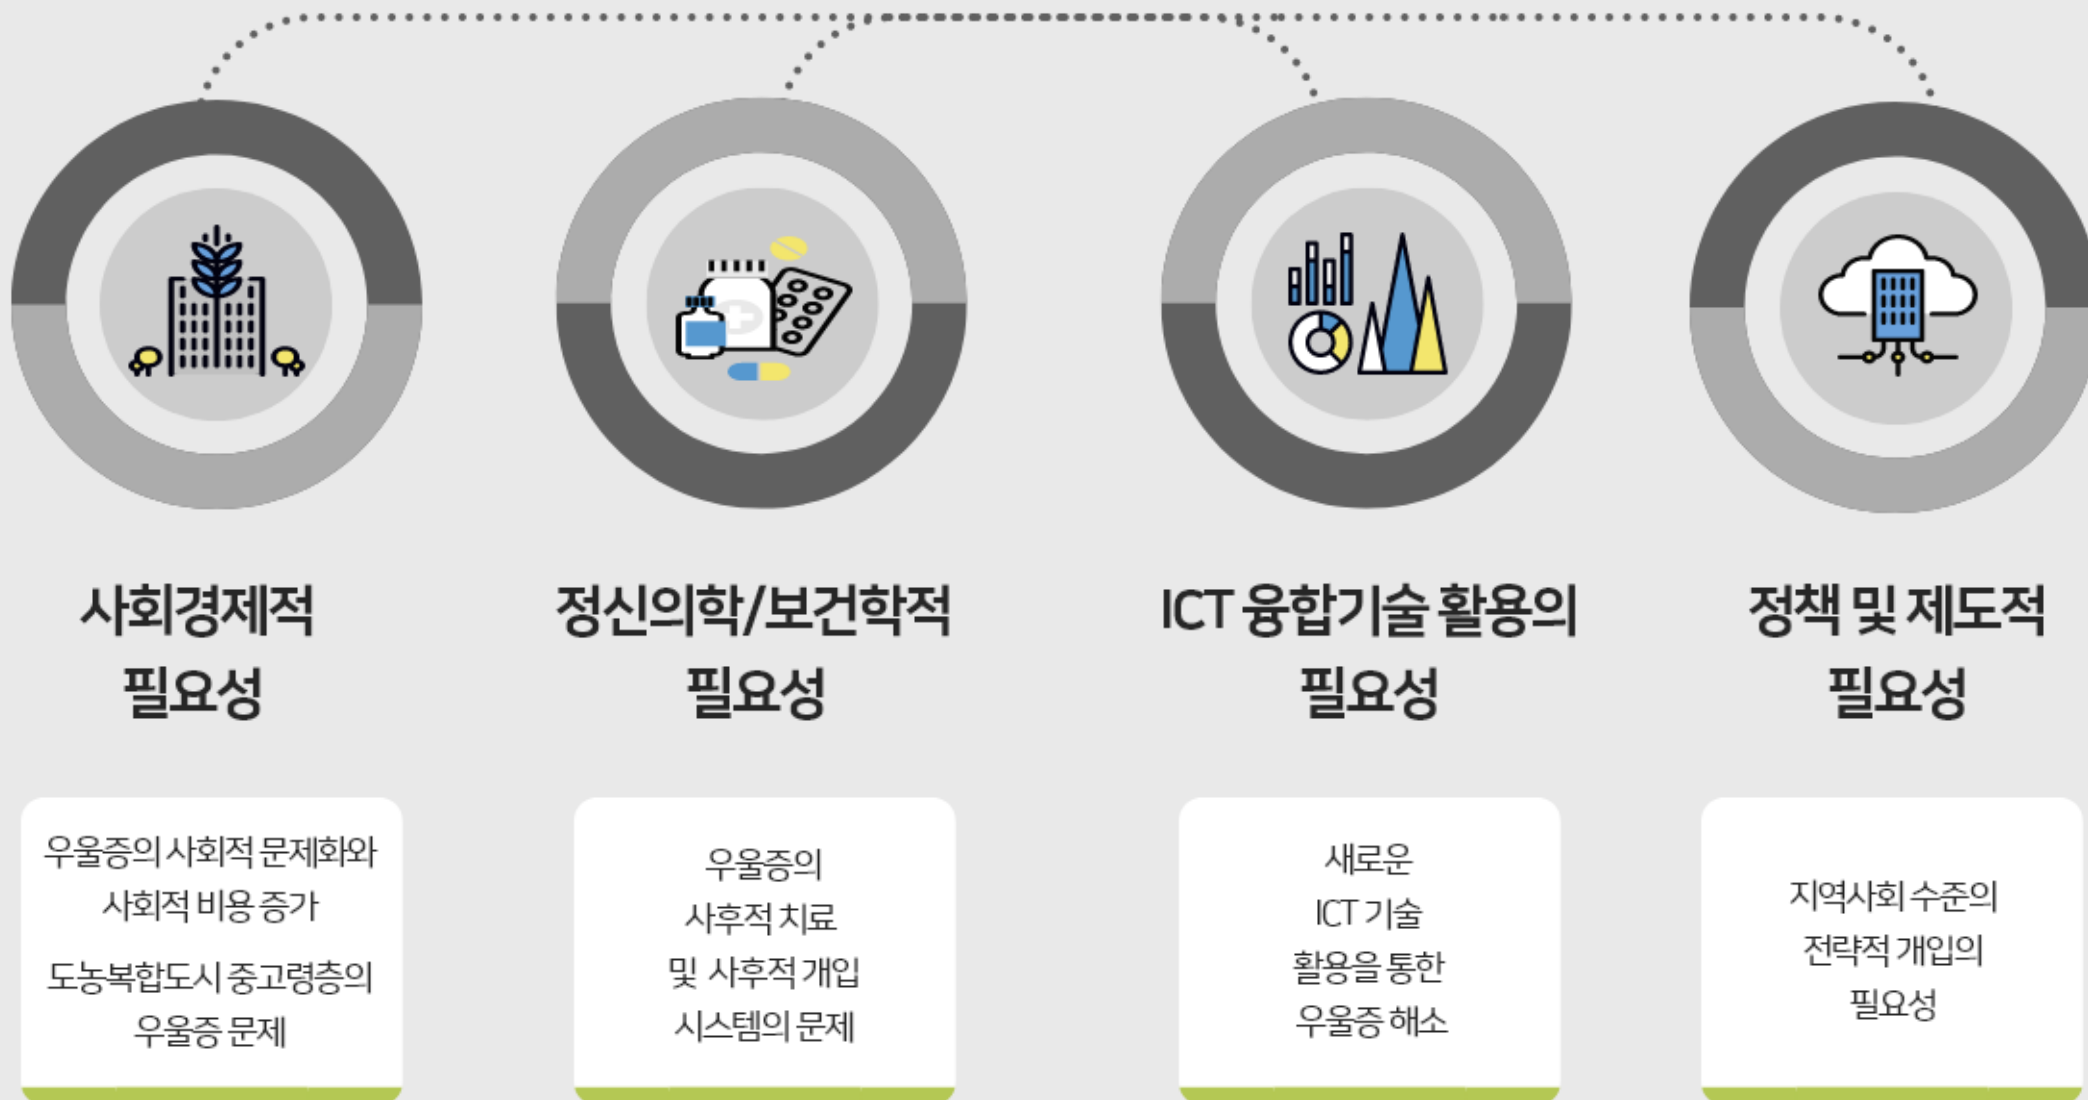 사회경제적
필요성
우울증의 사회적 문제화와
사회적 비용 증가
도농복합도시 중고령층의
우울증 문제
정신의학/보건학적
필요성
우울증의
사후적 치료
및 사후적 개입
시스템의 문제
ICT 융합기술 활용의
필요성
새로운
ICT 기술
활용을 통한
우울증 해소
정책 및 제도적
필요성
지역사회 수준의
전략적 개입의
필요성